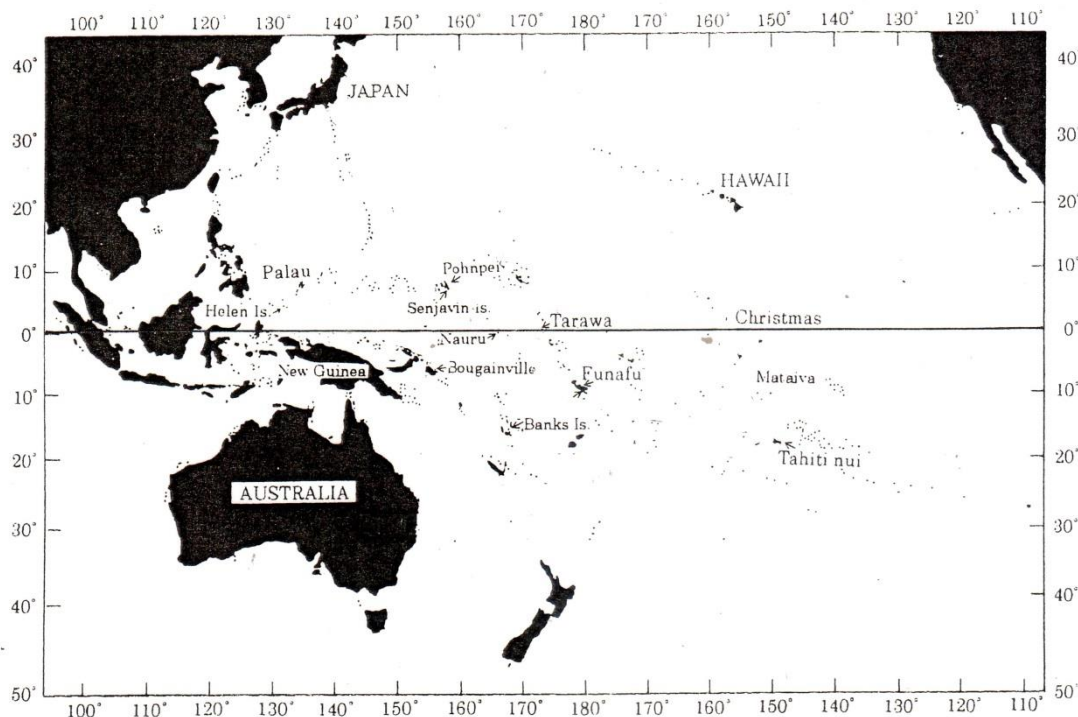 100° 110° 120° 130° 140° 150° 160° 170° 180° 170° 160° 150° 140° 130° 120° 110°
40° JAPAN 40°
30° 30°
HAWAII
20° 20°
Palau Pohnpei
10° 10°
Helen Is. Senjavin is.
Tarawa Christmas
0° 0°
Nauru
New Guinea Bougainville Funafu Mataiva
10° 10°
Banks Is.
Tahiti nui
20° 20°
AUSTRALIA
30° 30°
40° 40°
50° 50°
100° 110° 120° 130° 140° 150° 160° 170° 180° 170° 160° 150° 140° 130° 120° 110°